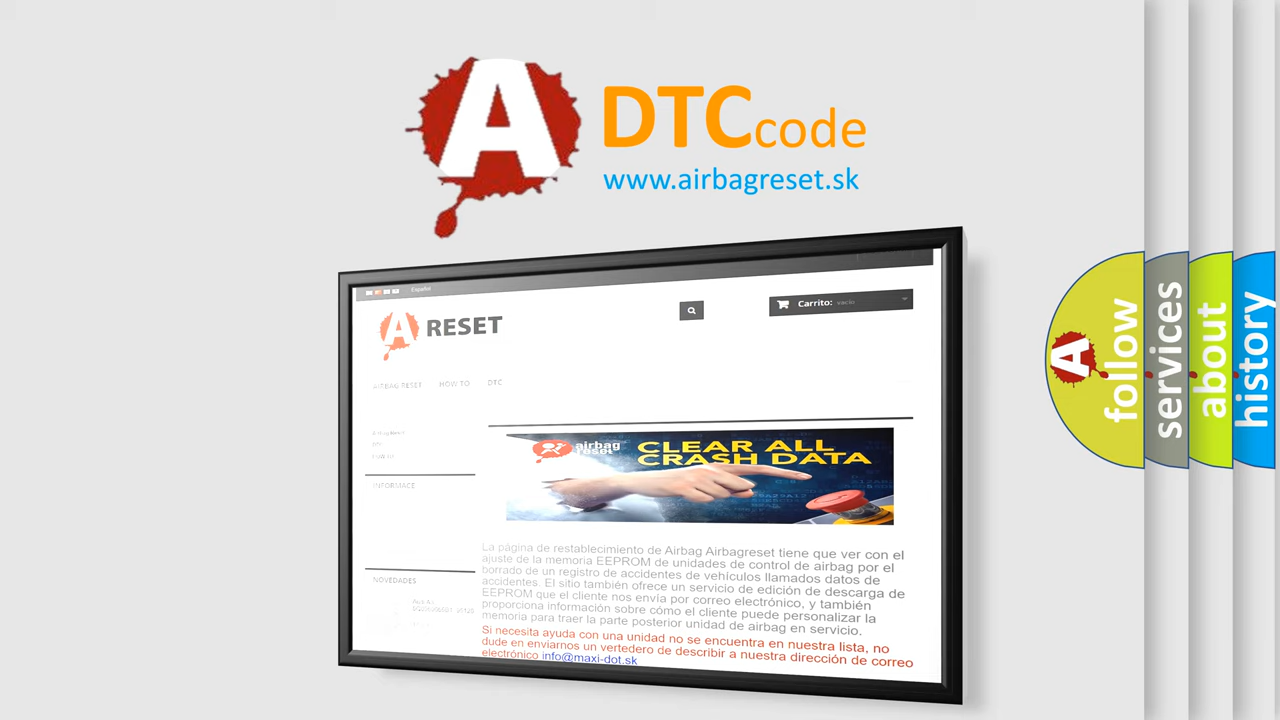 A
DTCcode
www.airbagreset.sk
Español
Carrito: vacío
A RESET
AIRBAG RESET HOW TO DTC
INFORMACE
NOVEDADES
airbag
reset
CLEAR ALL
CRASH DATA
La página de restablecimiento de Airbag Airbagreset tiene que ver con el
ajuste de la memoria EEPROM de unidades de control de airbag por el
borrado de un registro de accidentes de vehículos llamados datos de
accidentes. El sitio también ofrece un servicio de edición de descarga de
EEPROM que el cliente nos envía por correo electrónico, y también
proporciona información sobre cómo el cliente puede personalizar la
memoria para traer la parte posterior unidad de airbag en servicio.
Si necesita ayuda con una unidad no se encuentra en nuestra lista, no
dude en enviarnos un vertedero de describir a nuestra dirección de correo
electrónico info@maxi-dot.sk
A
follow
services
about
history